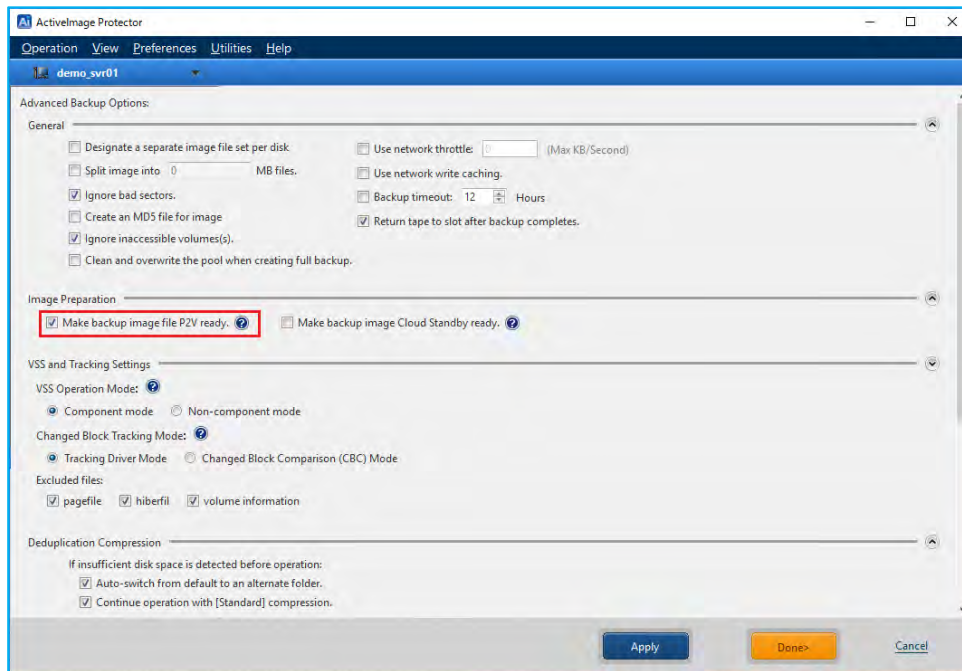 Ai ActiveImage Protector
Operation View Preferences Utilities Help
demo_svr01
Advanced Backup Options:
General
Designate a separate image file set per disk
Split image into 0 MB files.
Ignore bad sectors.
Create an MD5 file for image
Ignore inaccessible volumes(s).
Clean and overwrite the pool when creating full backup.
Use network throttle: 0 (Max KB/Second)
Use network write caching.
Backup timeout: 12 Hours
Return tape to slot after backup completes.
Image Preparation
Make backup image file P2V ready. ?
Make backup image Cloud Standby ready. ?
VSS and Tracking Settings
VSS Operation Mode: ?
Component mode Non-component mode
Changed Block Tracking Mode: ?
Tracking Driver Mode Changed Block Comparison (CBC) Mode
Excluded files:
pagefile hiberfil volume information
Deduplication Compression
If insufficient disk space is detected before operation:
Auto-switch from default to an alternate folder.
Continue operation with [Standard] compression.
Apply Done> Cancel